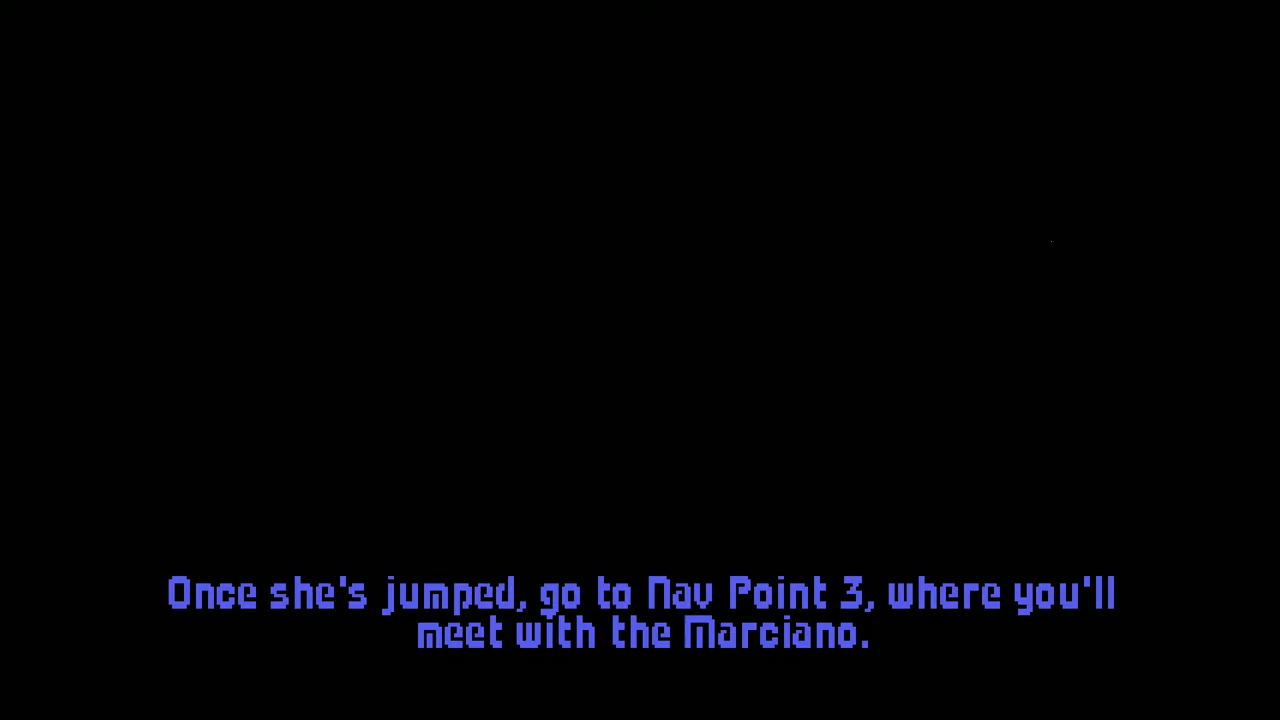 Once she's jumped, go to Nav Point 3, where you'll
meet with the Marciano.